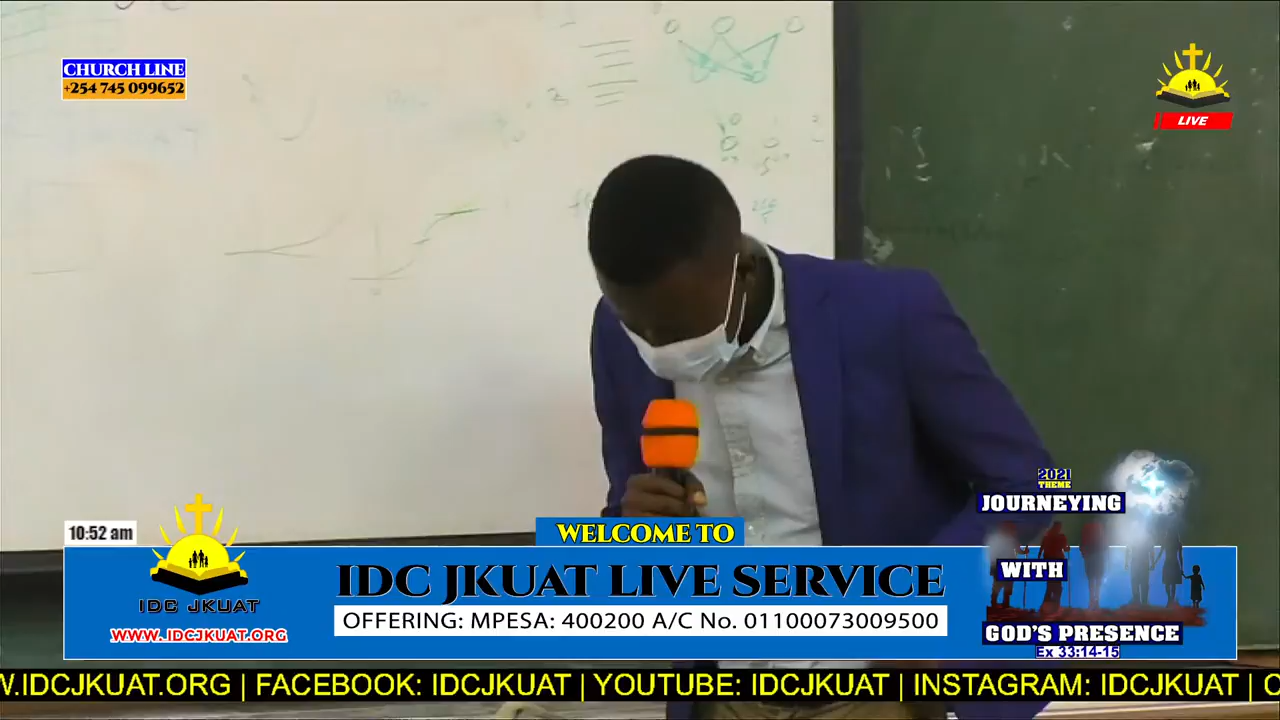 CHURCH LINE
+254 745 099652
LIVE
10:52 am
IDC JKUAT
WWW.IDCJKUAT.ORG
WELCOME TO
IDC JKUAT LIVE SERVICE
OFFERING: MPESA: 400200 A/C No. 01100073009500
2021
THEME
JOURNEYING
WITH
GOD'S PRESENCE
Ex 33:14-15
W.IDCJKUAT.ORG | FACEBOOK: IDCJKUAT | YOUTUBE: IDCJKUAT | INSTAGRAM: IDCJKUAT |